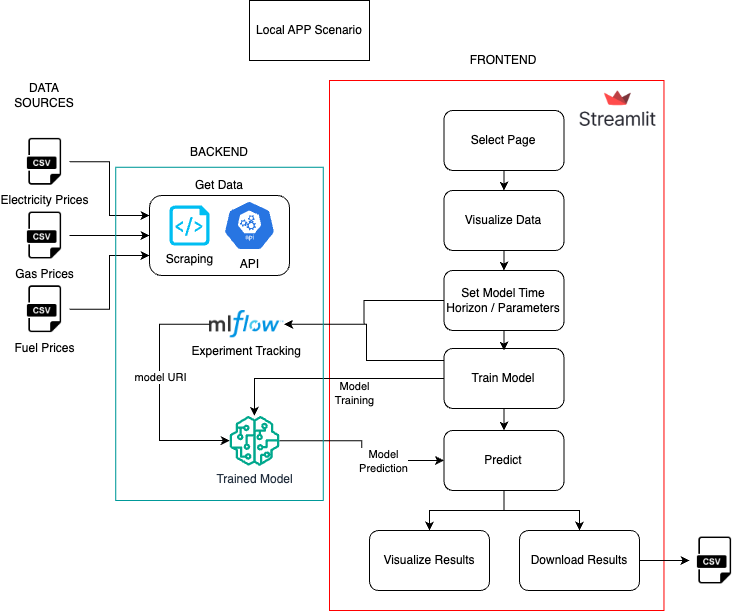 Local APP Scenario
FRONTEND
DATA
SOURCES
Streamlit
CSV
Electricity Prices
CSV
Gas Prices
CSV
Fuel Prices
BACKEND
Get Data
</>
Scraping
api
API
mlflow
Experiment Tracking
model URI
Model
Training
Trained Model
Model
Prediction
Select Page
Visualize Data
Set Model Time
Horizon / Parameters
Train Model
Predict
Visualize Results
Download Results
CSV